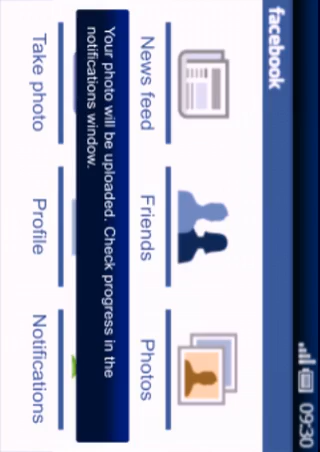 09:30
facebook
News feed
Friends
Photos
Your photo will be uploaded. Check progress in the
notifications window.
Take photo
Profile
Notifications